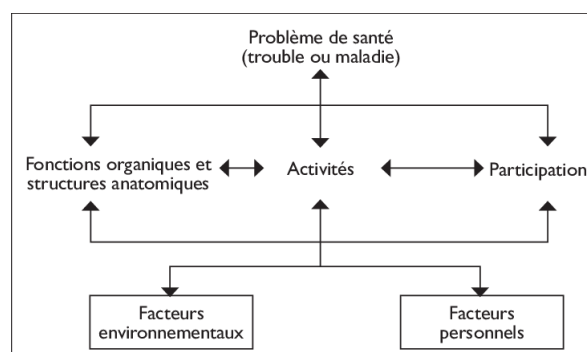 Problème de santé
(trouble ou maladie)
Fonctions organiques et
structures anatomiques
Activités
Participation
Facteurs
environnementaux
Facteurs
personnels